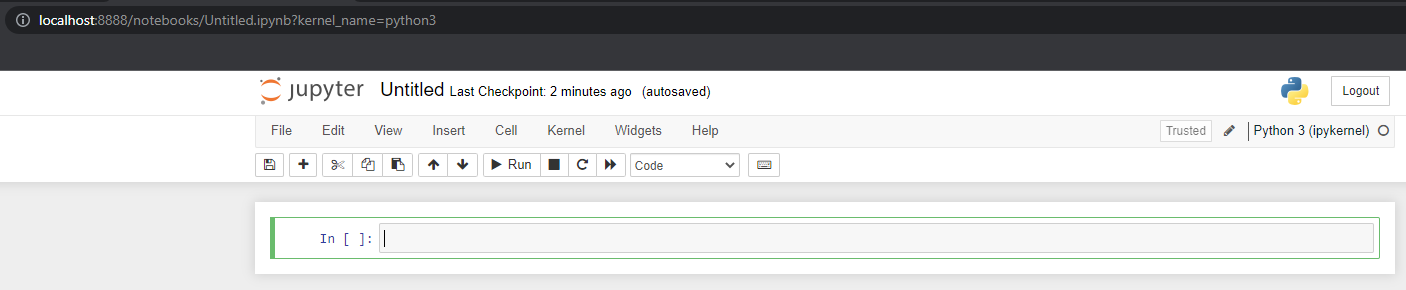 localhost:8888/notebooks/Untitled.ipynb?kernel_name=python3
jupyter Untitled Last Checkpoint: 2 minutes ago (autosaved) Logout
File Edit View Insert Cell Kernel Widgets Help Trusted Python 3 (ipykernel)
Run Code
In [ ]: